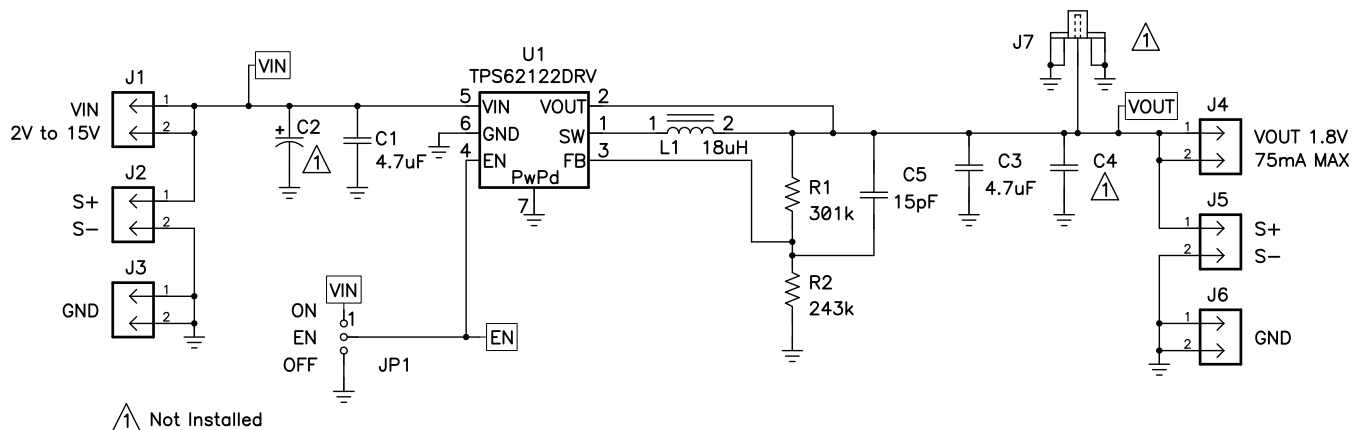 J7
1
U1
TPS62122DRV
VIN
J1
VIN
2V to 15V
1
2
C2
+
1
C1
4.7uF
5 VIN
6 GND
4 EN
VOUT 2
SW 1
FB 3
PwPd
7
1 2
L1 18uH
R1
301k
C5
15pF
C3
4.7uF
C4
1
VOUT
J4
1
2
VOUT 1.8V
75mA MAX
J2
S+
S-
1
2
J5
S+
S-
1
2
J3
GND
1
2
R2
243k
J6
1
2
GND
VIN
ON
EN
OFF
1
JP1
EN
1 Not Installed